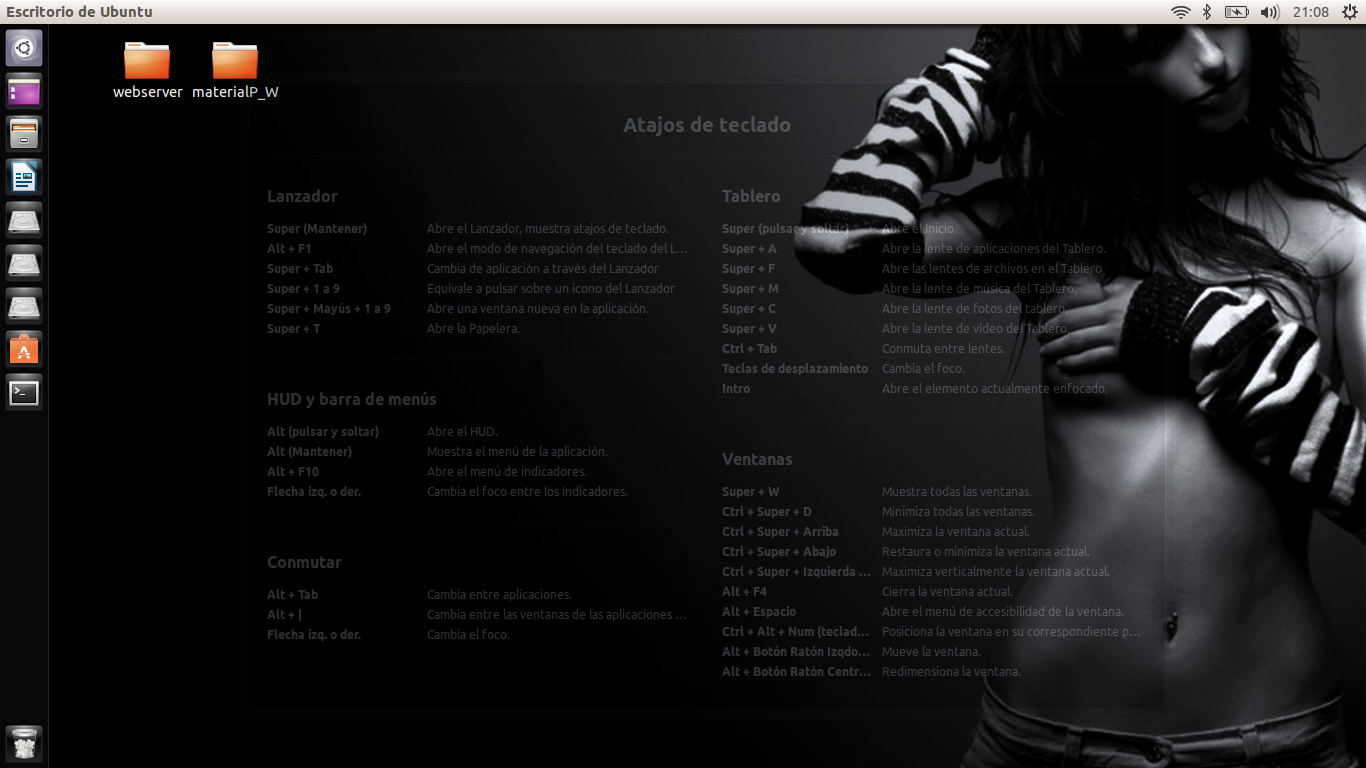 Escritorio de Ubuntu
21:08
webserver
materialP_W
Atajos de teclado
Lanzador
Super (Mantener) Abre el Lanzador, muestra atajos de teclado.
Alt + F1 Abre el modo de navegación del teclado del L...
Super + Tab Cambia de aplicación a través del Lanzador
Super + 1 a 9 Equivale a pulsar sobre un icono del Lanzador
Super + Mayús + 1 a 9 Abre una ventana nueva en la aplicación.
Super + T Abre la Papelera.
HUD y barra de menús
Alt (pulsar y soltar) Abre el HUD.
Alt (Mantener) Muestra el menú de la aplicación.
Alt + F10 Abre el menú de indicadores.
Flecha izq. o der. Cambia el foco entre los indicadores.
Conmutar
Alt + Tab Cambia entre aplicaciones.
Alt + | Cambia entre las ventanas de las aplicaciones ...
Flecha izq. o der. Cambia el foco.
Tablero
Super (pulsar y soltar) Abre el Inicio.
Super + A Abre la lente de aplicaciones del Tablero.
Super + F Abre las lentes de archivos en el Tablero
Super + M Abre la lente de música del Tablero.
Super + C Abre la lente de fotos del tablero.
Super + V Abre la lente de vídeo del Tablero.
Ctrl + Tab Conmuta entre lentes.
Teclas de desplazamiento Cambia el foco.
Intro Abre el elemento actualmente enfocado.
Ventanas
Super + W Muestra todas las ventanas.
Ctrl + Super + D Minimiza todas las ventanas.
Ctrl + Super + Arriba Maximiza la ventana actual.
Ctrl + Super + Abajo Restaura o minimiza la ventana actual.
Ctrl + Super + Izquierda ... Maximiza verticalmente la ventana actual.
Alt + F4 Cierra la ventana actual.
Alt + Espacio Abre el menú de accesibilidad de la ventana.
Ctrl + Alt + Num (teclad... Posiciona la ventana en su correspondiente p...
Alt + Botón Ratón Izqdo... Mueve la ventana.
Alt + Botón Ratón Centr... Redimensiona la ventana.